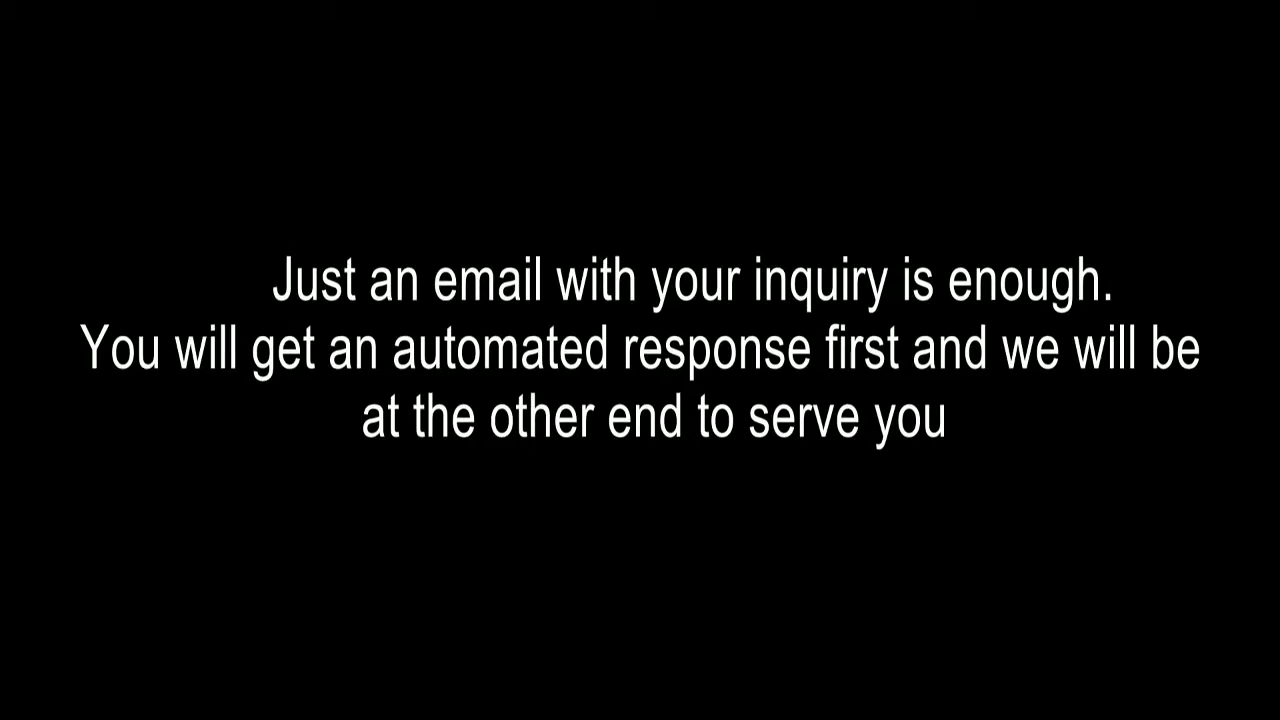 Just an email with your inquiry is enough.
You will get an automated response first and we will be
at the other end to serve you